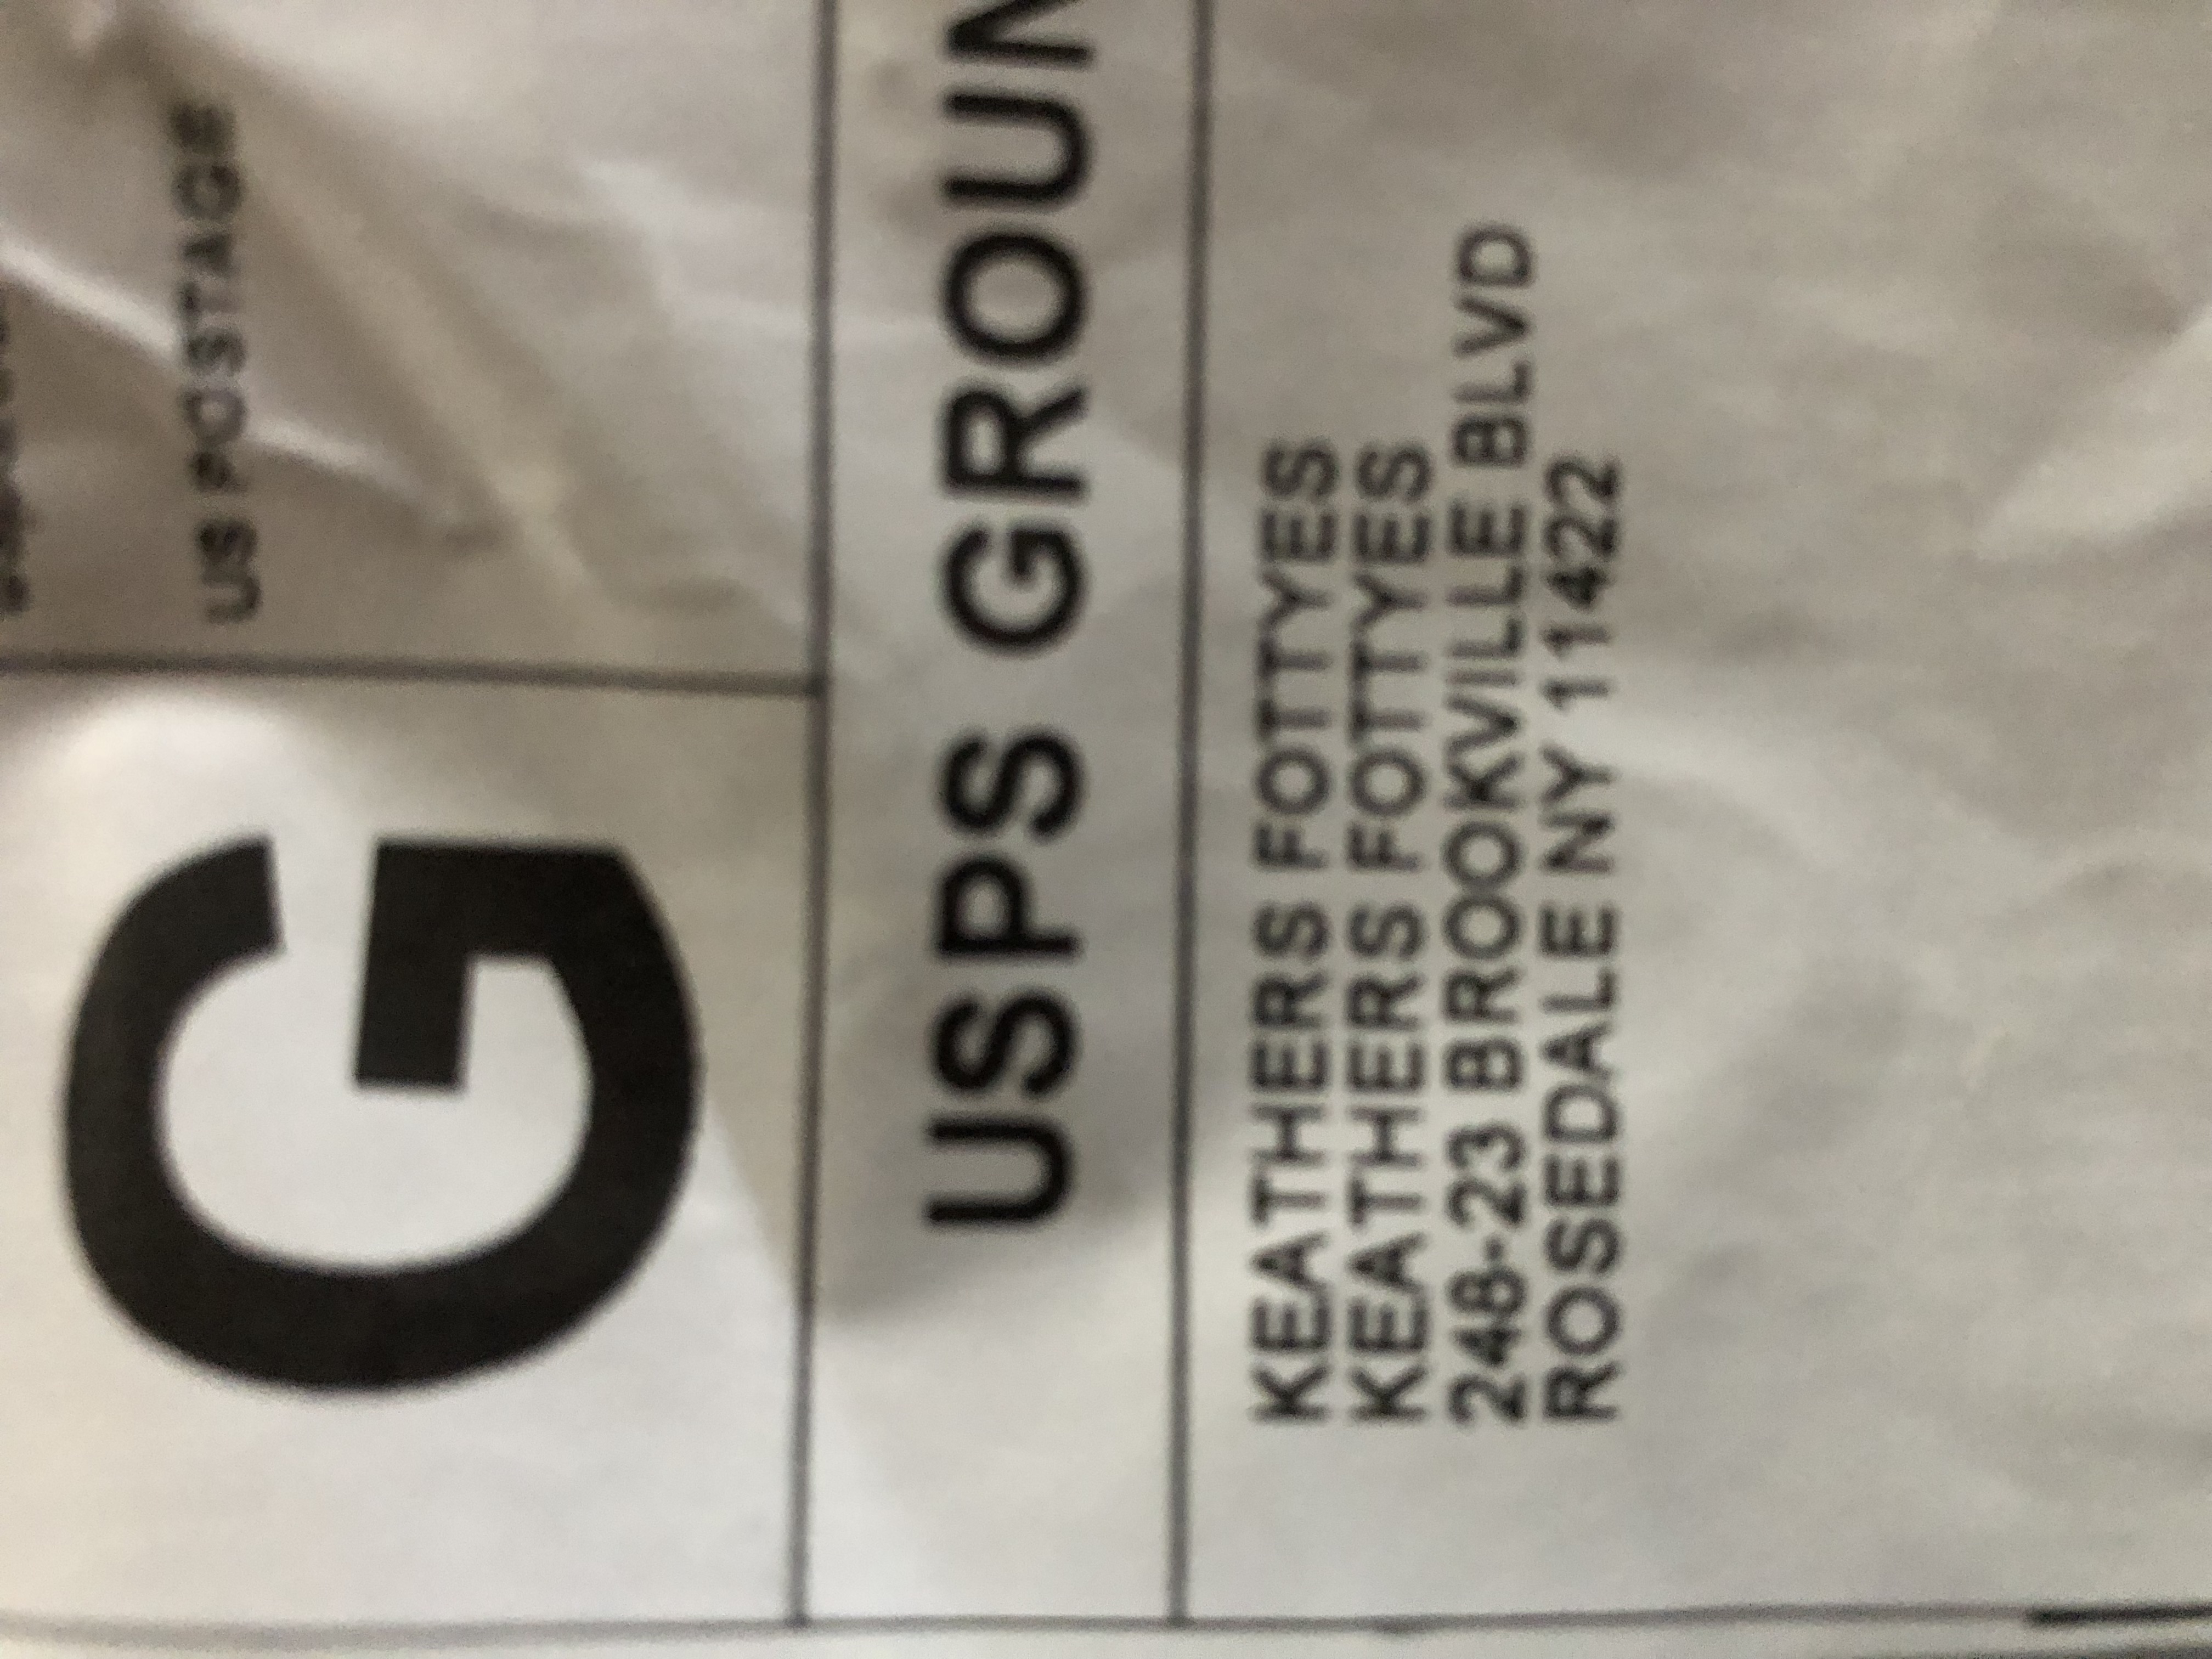 G
US POSTAGE
USPS GROUN
KEATHERS FOTTYES
KEATHERS FOTTYES
248-23 BROOKVILLE BLVD
ROSEDALE NY 11422